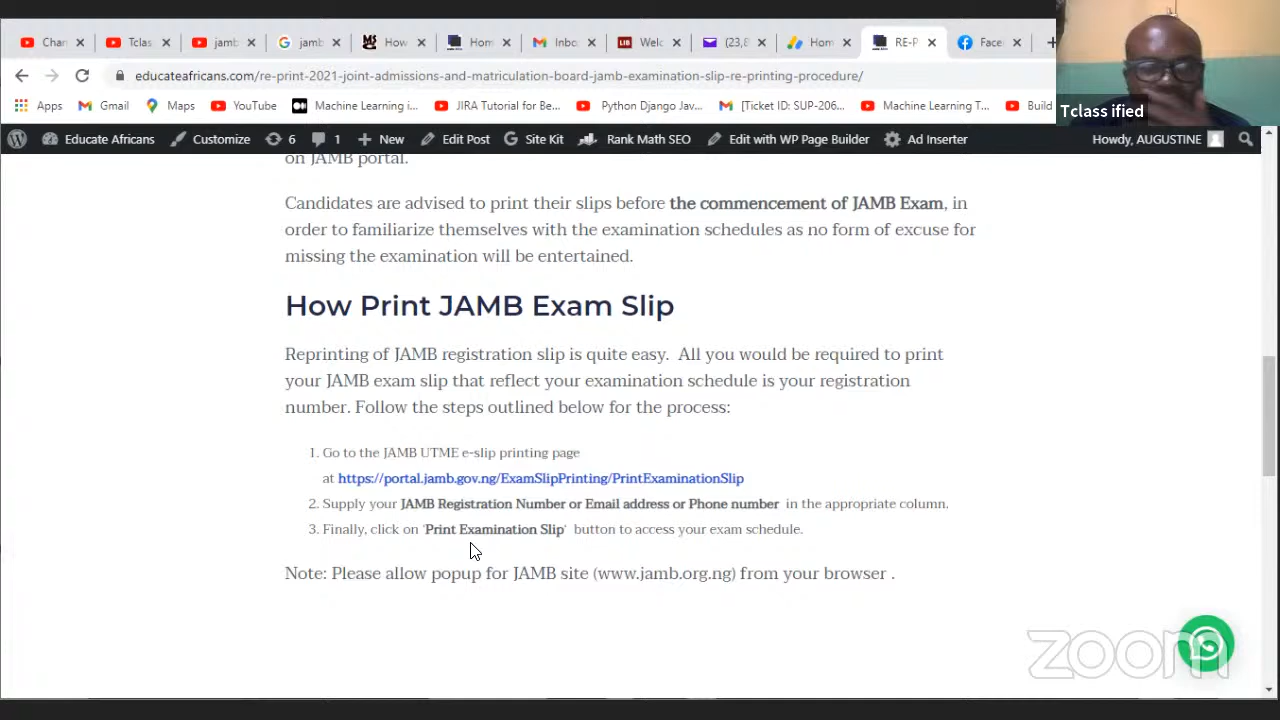 Chan
Tclas
jamb
jamb
How
Hom
Inbo
LIB
Welc
(23,8
Hom
RE-P
Face
educateafricans.com/re-print-2021-joint-admissions-and-matriculation-board-jamb-examination-slip-re-printing-procedure/
Apps
Gmail
Maps
YouTube
Machine Learning i...
JIRA Tutorial for Be...
Python Django Jav...
[Ticket ID: SUP-206...
Machine Learning T...
Build
Tclass ified
Educate Africans
Customize
6
1
New
Edit Post
Site Kit
Rank Math SEO
Edit with WP Page Builder
Ad Inserter
Howdy, AUGUSTINE
on JAMB portal.
Candidates are advised to print their slips before the commencement of JAMB Exam, in
order to familiarize themselves with the examination schedules as no form of excuse for
missing the examination will be entertained.
How Print JAMB Exam Slip
Reprinting of JAMB registration slip is quite easy. All you would be required to print
your JAMB exam slip that reflect your examination schedule is your registration
number. Follow the steps outlined below for the process:
1. Go to the JAMB UTME e-slip printing page
at https://portal.jamb.gov.ng/ExamSlipPrinting/PrintExaminationSlip
2. Supply your JAMB Registration Number or Email address or Phone number in the appropriate column.
3. Finally, click on 'Print Examination Slip' button to access your exam schedule.
Note: Please allow popup for JAMB site (www.jamb.org.ng) from your browser .
zoom